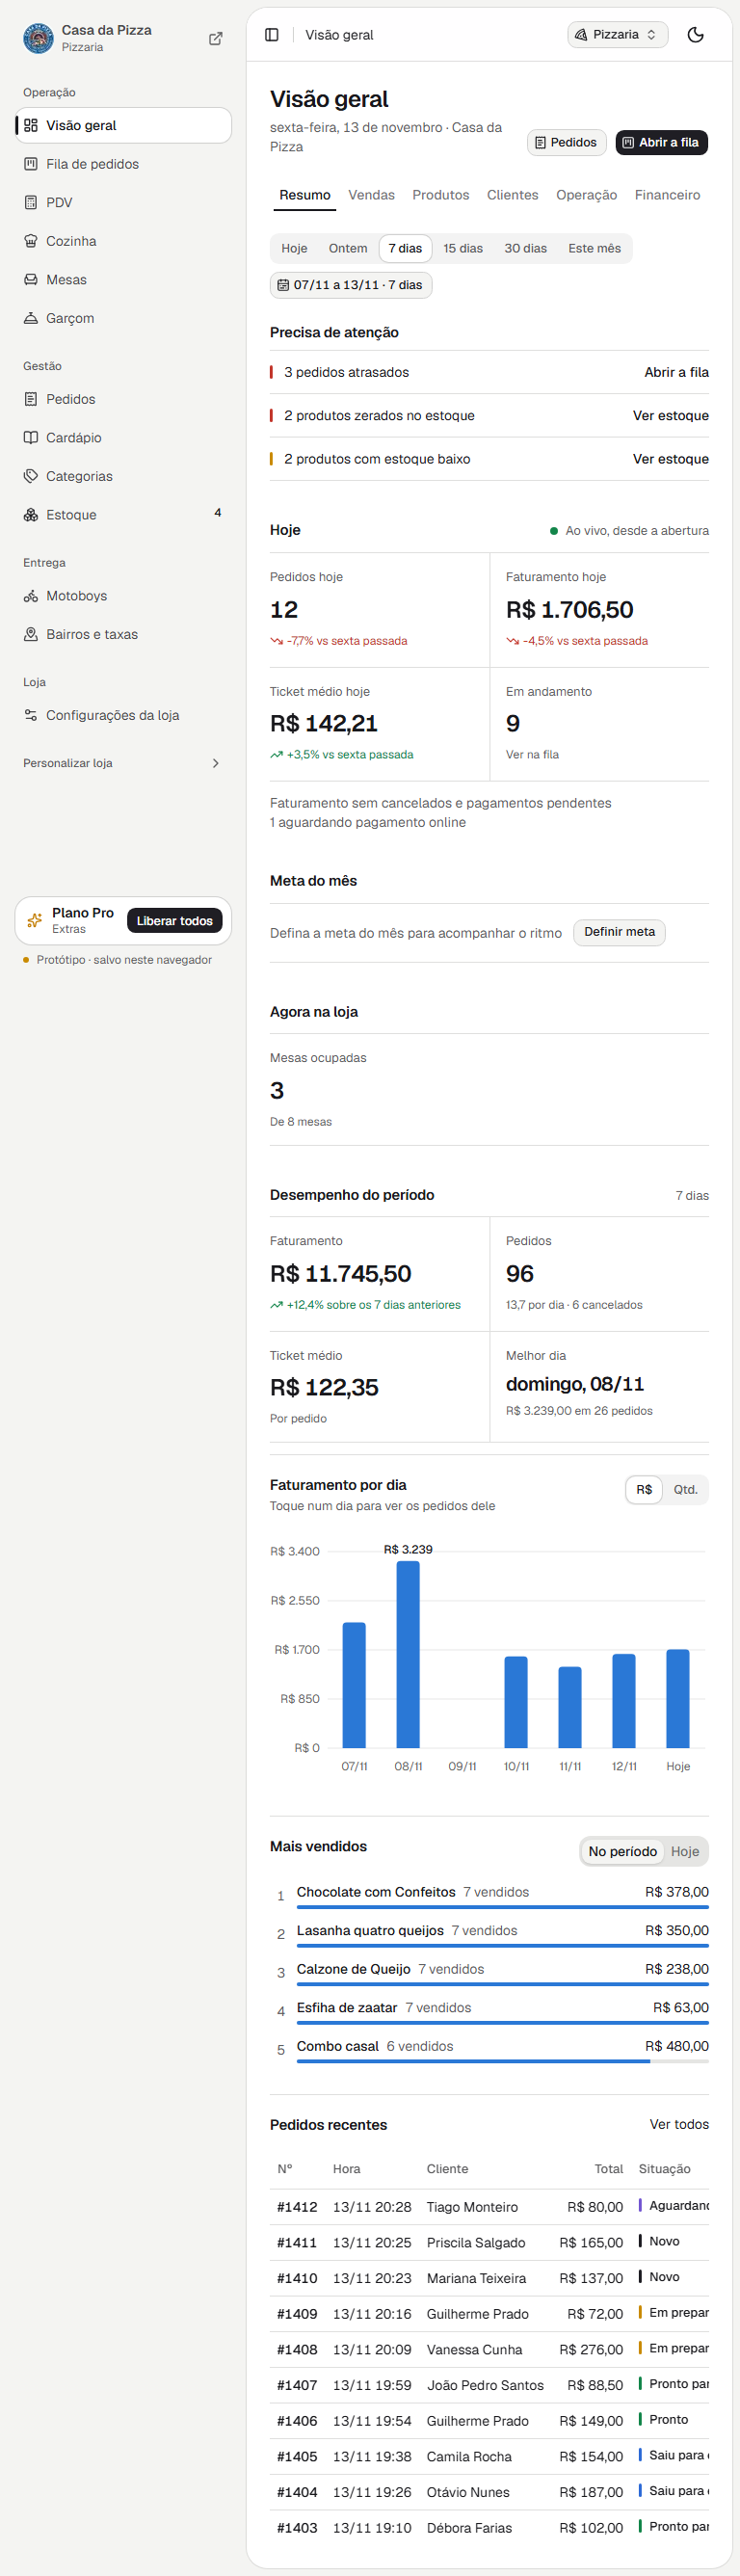 Casa da Pizza
Pizzaria
Operação
Visão geral
Fila de pedidos
PDV
Cozinha
Mesas
Garçom
Gestão
Pedidos
Cardápio
Categorias
Estoque 4
Entrega
Motoboys
Bairros e taxas
Loja
Configurações da loja
Personalizar loja
Plano Pro
Extras
Liberar todos
Protótipo · salvo neste navegador
Visão geral
Pizzaria
Visão geral
sexta-feira, 13 de novembro · Casa da
Pizza
Pedidos
Abrir a fila
Resumo Vendas Produtos Clientes Operação Financeiro
Hoje Ontem 7 dias 15 dias 30 dias Este mês
07/11 a 13/11 · 7 dias
Precisa de atenção
3 pedidos atrasados Abrir a fila
2 produtos zerados no estoque Ver estoque
2 produtos com estoque baixo Ver estoque
Hoje Ao vivo, desde a abertura
Pedidos hoje
12
-7,7% vs sexta passada
Faturamento hoje
R$ 1.706,50
-4,5% vs sexta passada
Ticket médio hoje
R$ 142,21
+3,5% vs sexta passada
Em andamento
9
Ver na fila
Faturamento sem cancelados e pagamentos pendentes
1 aguardando pagamento online
Meta do mês
Defina a meta do mês para acompanhar o ritmo Definir meta
Agora na loja
Mesas ocupadas
3
De 8 mesas
Desempenho do período 7 dias
Faturamento
R$ 11.745,50
+12,4% sobre os 7 dias anteriores
Pedidos
96
13,7 por dia · 6 cancelados
Ticket médio
R$ 122,35
Por pedido
Melhor dia
domingo, 08/11
R$ 3.239,00 em 26 pedidos
Faturamento por dia
Toque num dia para ver os pedidos dele
R$ Qtd.
R$ 3.239
R$ 3.400
R$ 2.550
R$ 1.700
R$ 850
R$ 0
07/11 08/11 09/11 10/11 11/11 12/11 Hoje
Mais vendidos
No período Hoje
1 Chocolate com Confeitos 7 vendidos R$ 378,00
2 Lasanha quatro queijos 7 vendidos R$ 350,00
3 Calzone de Queijo 7 vendidos R$ 238,00
4 Esfiha de zaatar 7 vendidos R$ 63,00
5 Combo casal 6 vendidos R$ 480,00
Pedidos recentes Ver todos
Nº Hora Cliente Total Situação
#1412 13/11 20:28 Tiago Monteiro R$ 80,00 Aguardand
#1411 13/11 20:25 Priscila Salgado R$ 165,00 Novo
#1410 13/11 20:23 Mariana Teixeira R$ 137,00 Novo
#1409 13/11 20:16 Guilherme Prado R$ 72,00 Em prepar
#1408 13/11 20:09 Vanessa Cunha R$ 276,00 Em prepar
#1407 13/11 19:59 João Pedro Santos R$ 88,50 Pronto par
#1406 13/11 19:54 Guilherme Prado R$ 149,00 Pronto
#1405 13/11 19:38 Camila Rocha R$ 154,00 Saiu para
#1404 13/11 19:26 Otávio Nunes R$ 187,00 Saiu para
#1403 13/11 19:10 Débora Farias R$ 102,00 Pronto par